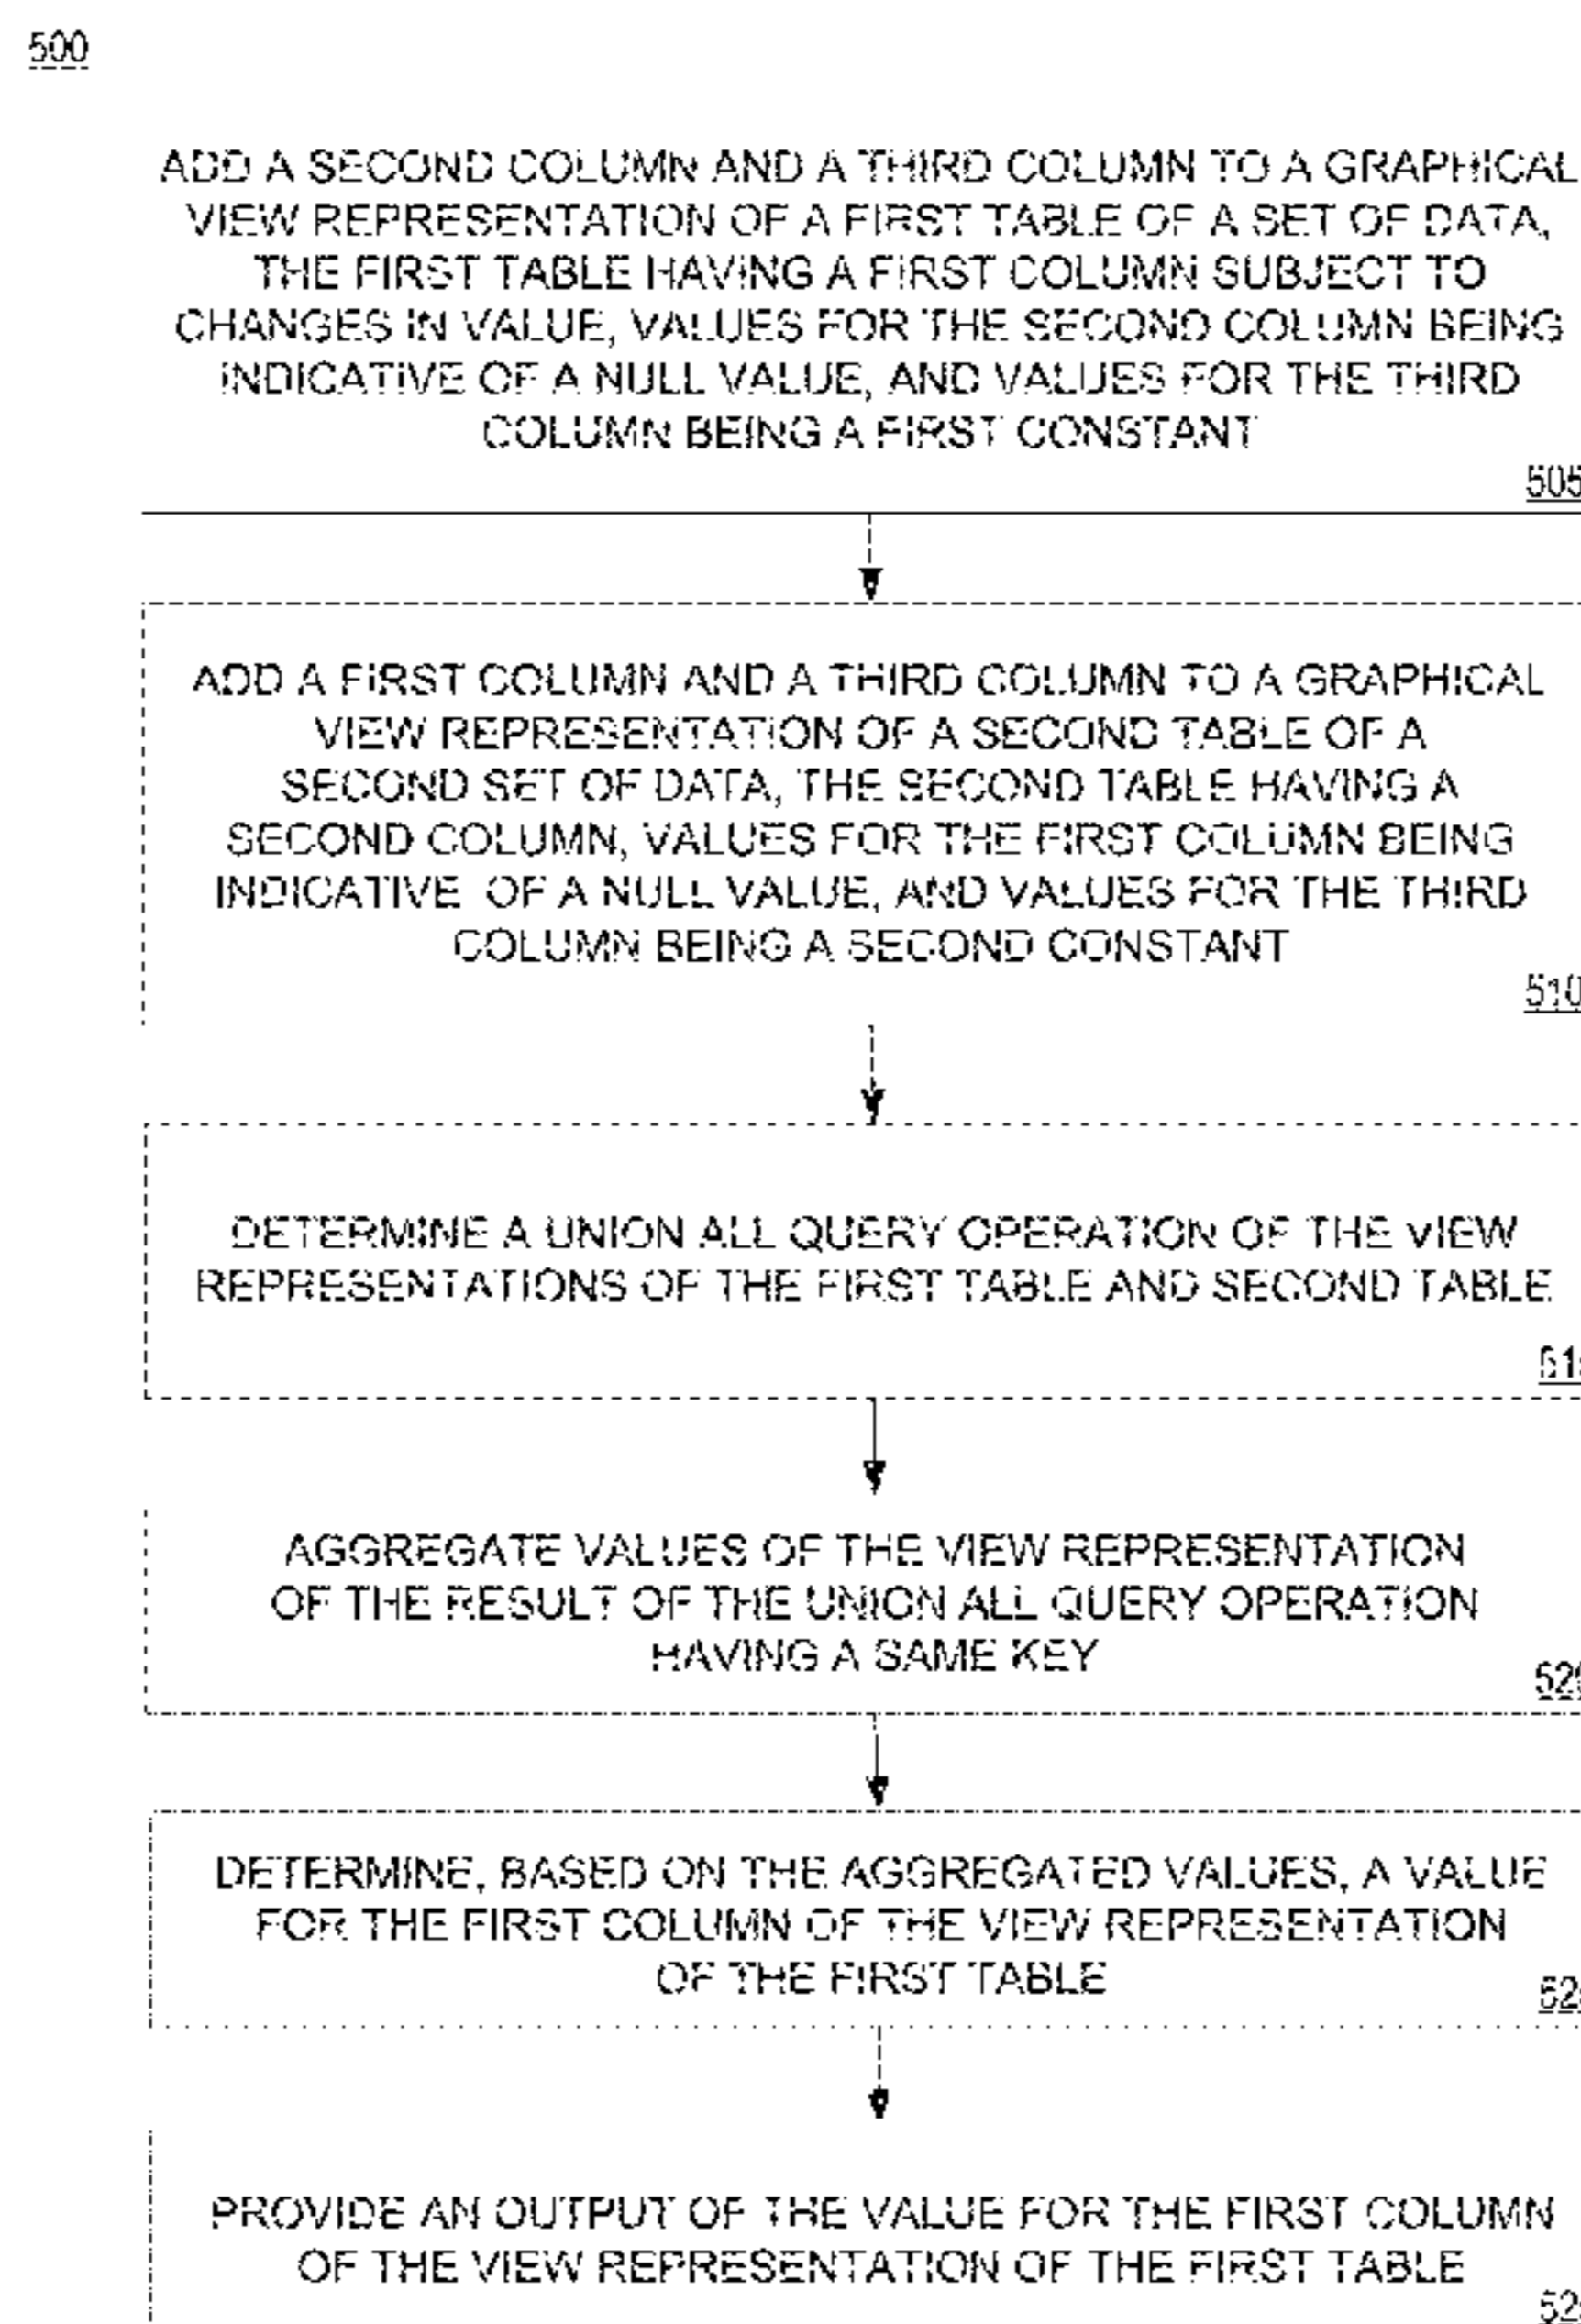 500
ADD A SECOND COLUMN AND A THIRD COLUMN TO A GRAPHICAL
VIEW REPRESENTATION OF A FIRST TABLE OF A SET OF DATA,
THE FIRST TABLE HAVING A FIRST COLUMN SUBJECT TO
CHANGES IN VALUE, VALUES FOR THE SECOND COLUMN BEING
INDICATIVE OF A NULL VALUE, AND VALUES FOR THE THIRD
COLUMN BEING A FIRST CONSTANT
505
ADD A FIRST COLUMN AND A THIRD COLUMN TO A GRAPHICAL
VIEW REPRESENTATION OF A SECOND TABLE OF A
SECOND SET OF DATA, THE SECOND TABLE HAVING A
SECOND COLUMN, VALUES FOR THE FIRST COLUMN BEING
INDICATIVE OF A NULL VALUE, AND VALUES FOR THE THIRD
COLUMN BEING A SECOND CONSTANT
510
DETERMINE A UNION ALL QUERY OPERATION OF THE VIEW
REPRESENTATIONS OF THE FIRST TABLE AND SECOND TABLE
AGGREGATE VALUES OF THE VIEW REPRESENTATION
OF THE RESULT OF THE UNION ALL QUERY OPERATION
HAVING A SAME KEY
DETERMINE, BASED ON THE AGGREGATED VALUES, A VALUE
FOR THE FIRST COLUMN OF THE VIEW REPRESENTATION
OF THE FIRST TABLE
PROVIDE AN OUTPUT OF THE VALUE FOR THE FIRST COLUMN
OF THE VIEW REPRESENTATION OF THE FIRST TABLE